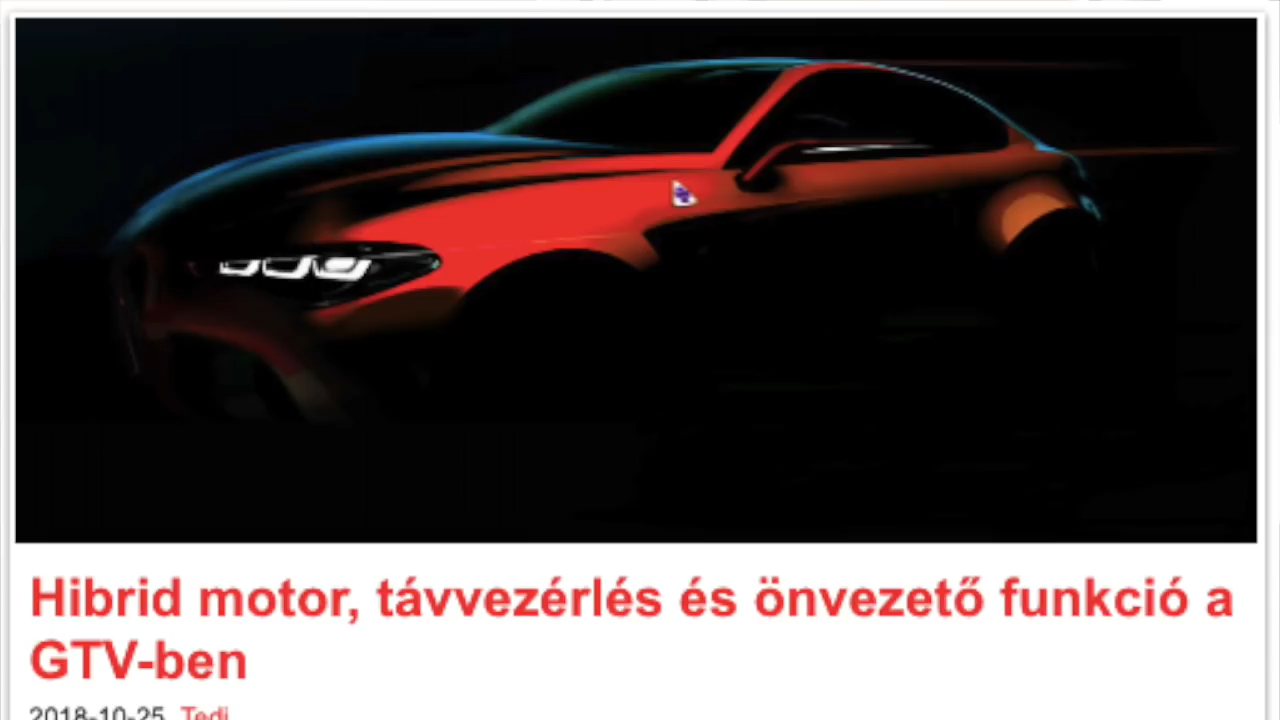 Hibrid motor, távvezérlés és önvezető funkció a
GTV-ben
2018-10-25 Tedi